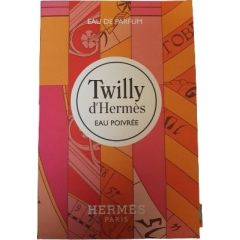 EAU DE PARFUM
Twilly
d'Hermès
EAU POIVRÉE
HERMÈS
PARIS